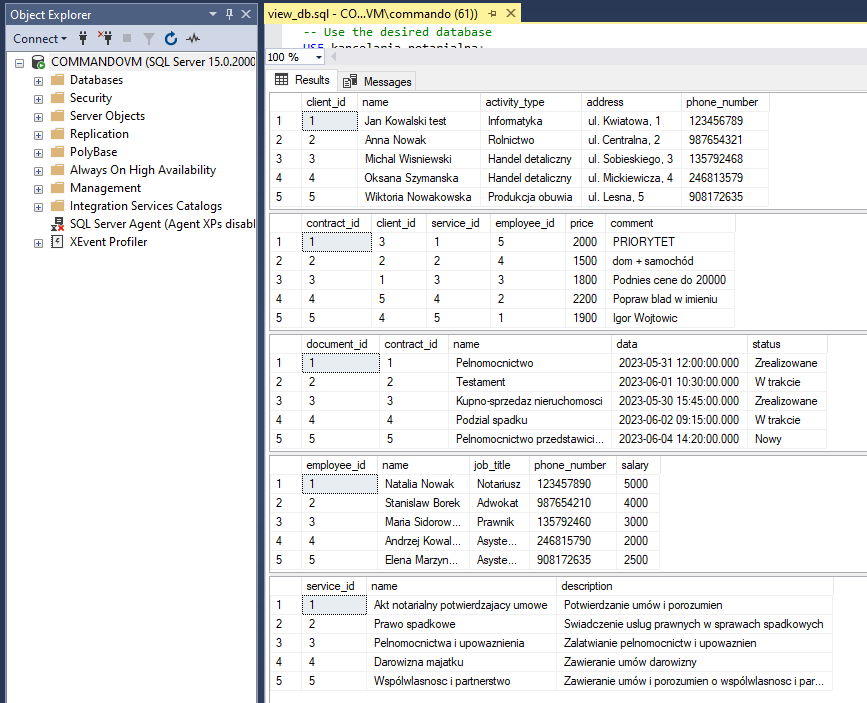 Object Explorer
Connect
COMMANDOVM (SQL Server 15.0.2000
Databases
Security
Server Objects
Replication
PolyBase
Always On High Availability
Management
Integration Services Catalogs
SQL Server Agent (Agent XPs disabl
XEvent Profiler
view_db.sql - CO...VM\commando (61))
-- Use the desired database
USE kancelaria_notarialna;
100 %
Results Messages
client_id name activity_type address phone_number
1 1 Jan Kowalski test Informatyka ul. Kwiatowa, 1 123456789
2 2 Anna Nowak Rolnictwo ul. Centralna, 2 987654321
3 3 Michal Wisniewski Handel detaliczny ul. Sobieskiego, 3 135792468
4 4 Oksana Szymanska Handel detaliczny ul. Mickiewicza, 4 246813579
5 5 Wiktoria Nowakowska Produkcja obuwia ul. Lesna, 5 908172635
contract_id client_id service_id employee_id price comment
1 1 3 1 5 2000 PRIORYTET
2 2 2 2 4 1500 dom + samochód
3 3 1 3 3 1800 Podnies cene do 20000
4 4 5 4 2 2200 Popraw blad w imieniu
5 5 4 5 1 1900 Igor Wojtowic
document_id contract_id name data status
1 1 1 Pelnomocnictwo 2023-05-31 12:00:00.000 Zrealizowane
2 2 2 Testament 2023-06-01 10:30:00.000 W trakcie
3 3 3 Kupno-sprzedaz nieruchomosci 2023-05-30 15:45:00.000 Zrealizowane
4 4 4 Podzial spadku 2023-06-02 09:15:00.000 W trakcie
5 5 5 Pelnomocnictwo przedstawici... 2023-06-04 14:20:00.000 Nowy
employee_id name job_title phone_number salary
1 1 Natalia Nowak Notariusz 123457890 5000
2 2 Stanislaw Borek Adwokat 987654210 4000
3 3 Maria Sidorow... Prawnik 135792460 3000
4 4 Andrzej Kowal... Asyste... 246815790 2000
5 5 Elena Marzyn... Asyste... 908172635 2500
service_id name description
1 1 Akt notarialny potwierdzajacy umowe Potwierdzanie umów i porozumien
2 2 Prawo spadkowe Swiadczenie uslug prawnych w sprawach spadkowych
3 3 Pelnomocnictwa i upowaznienia Zalatwianie pelnomocnictw i upowaznien
4 4 Darowizna majatku Zawieranie umów darowizny
5 5 Wspólwlasnosc i partnerstwo Zawieranie umów i porozumien o wspólwlasnosc i par...